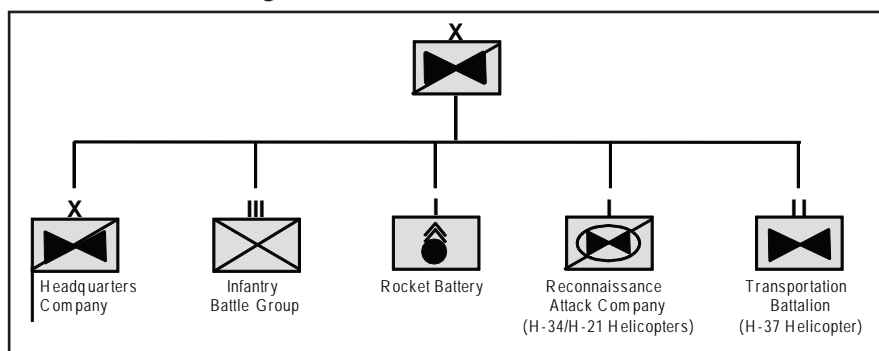 X
X
III
I
I
II
Headquarters
Company
Infantry
Battle Group
Rocket Battery
Reconnaissance
Attack Company
(H-34/H-21 Helicopters)
Transportation
Battalion
(H-37 Helicopter)